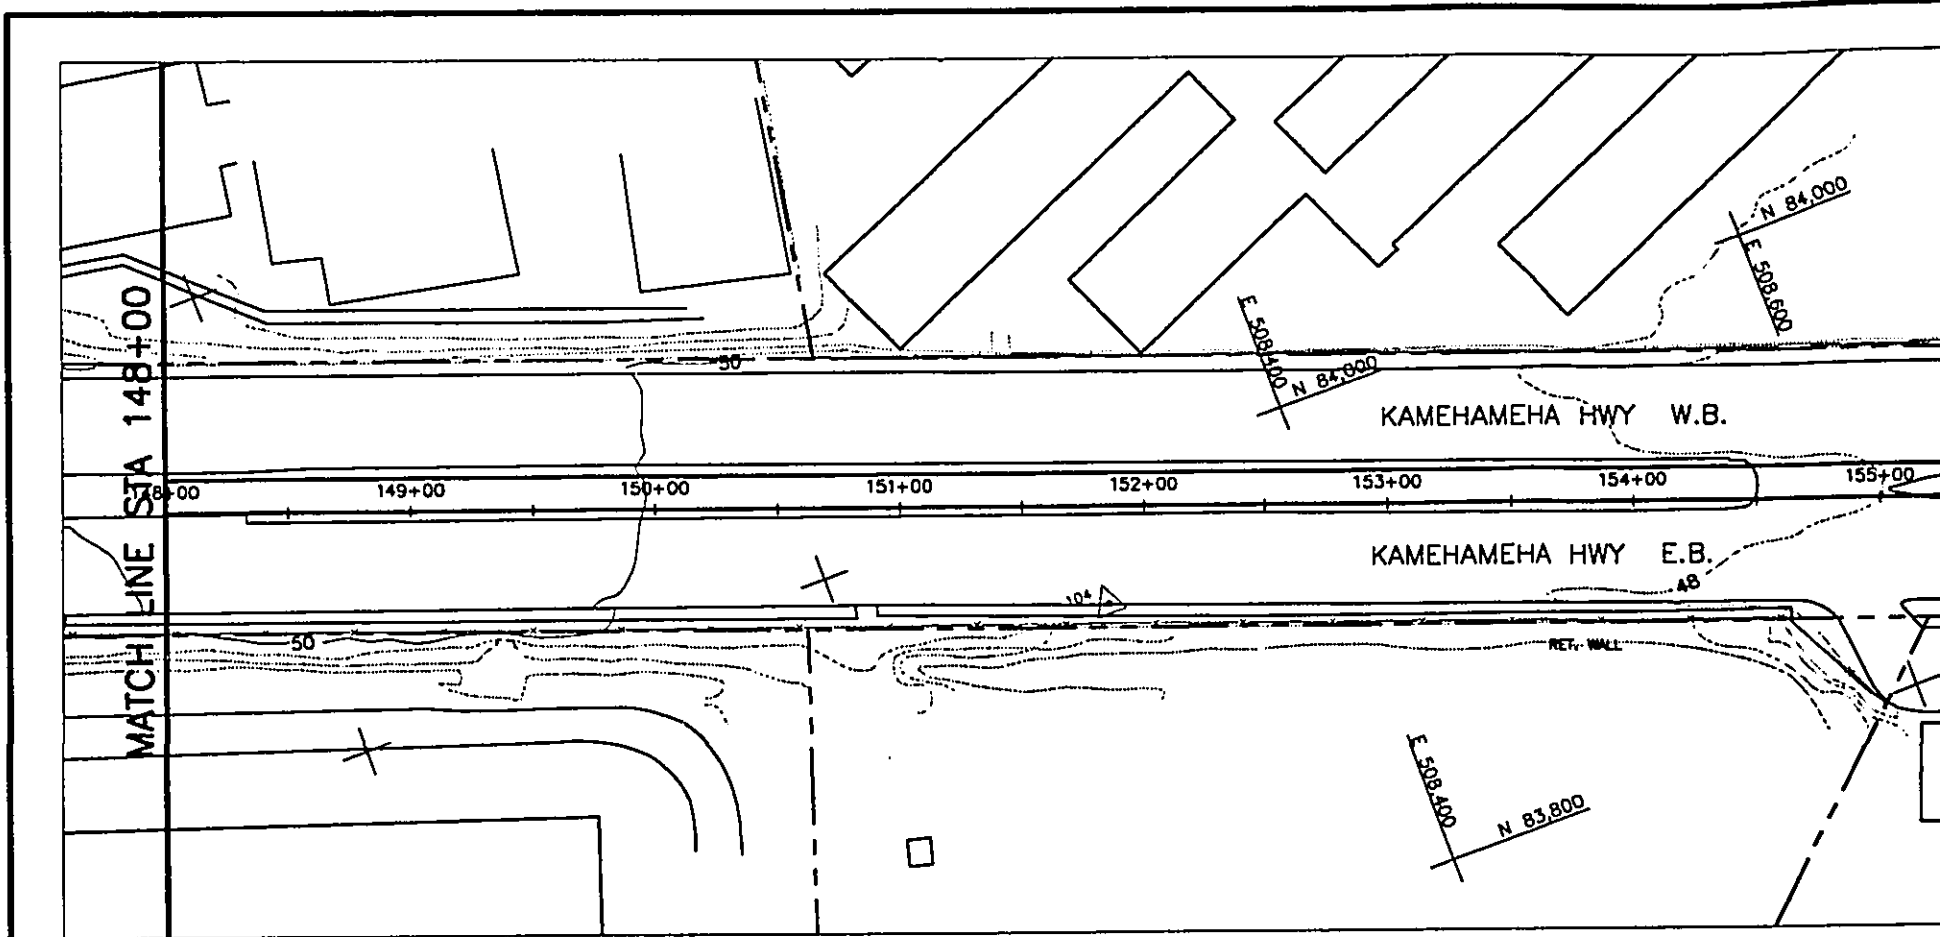 N 84,000
E 508,600
E 508,400
N 84,000
50
KAMEHAMEHA HWY W.B.
MATCH LINE STA 148+00
148+00 149+00 150+00 151+00 152+00 153+00 154+00 155+00
KAMEHAMEHA HWY E.B.
48
104
50
RET. WALL
E 508,400
N 83,800